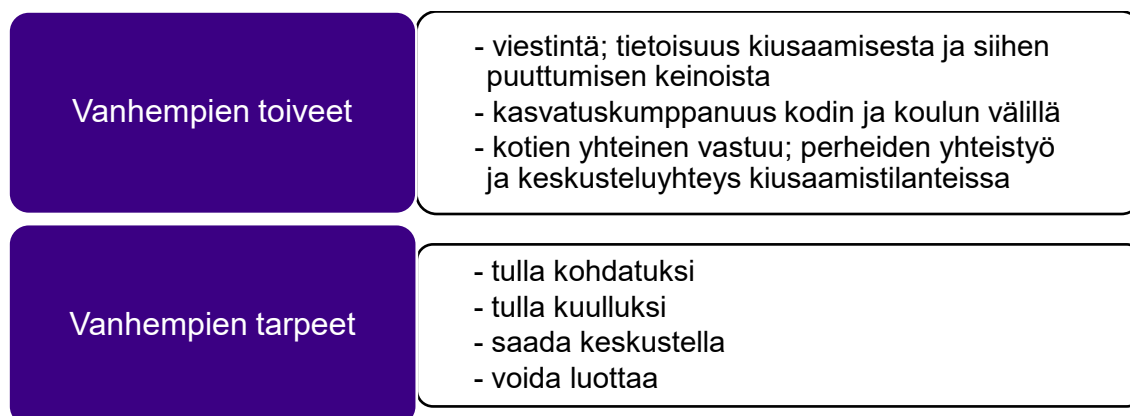 Vanhempien toiveet
- viestintä; tietoisuus kiusaamisesta ja siihen
puuttumisen keinoista
- kasvatuskumppanuus kodin ja koulun välillä
- kotien yhteinen vastuu; perheiden yhteistyö
ja keskusteluyhteys kiusaamistilanteissa
Vanhempien tarpeet
- tulla kohdatuksi
- tulla kuulluksi
- saada keskustella
- voida luottaa